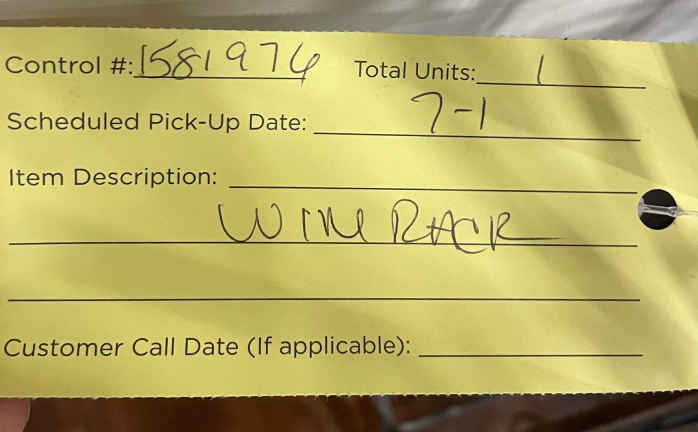 Control #: 1581976 Total Units: 1
Scheduled Pick-Up Date: 7-1
Item Description:
WINE RACK
Customer Call Date (If applicable):